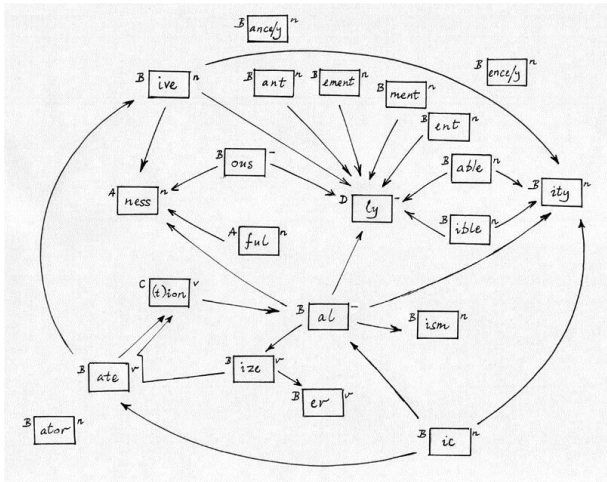 B ance/y n
B ence/y n
B ive n
B ant n
B ement n
B ment n
B ent n
B ous -
B able n
A ness n
D ly -
B ity n
A ful n
B ible n
C (t)ion v
B al -
B ism n
B ate v
B ize v
B er v
B ator n
B ic n